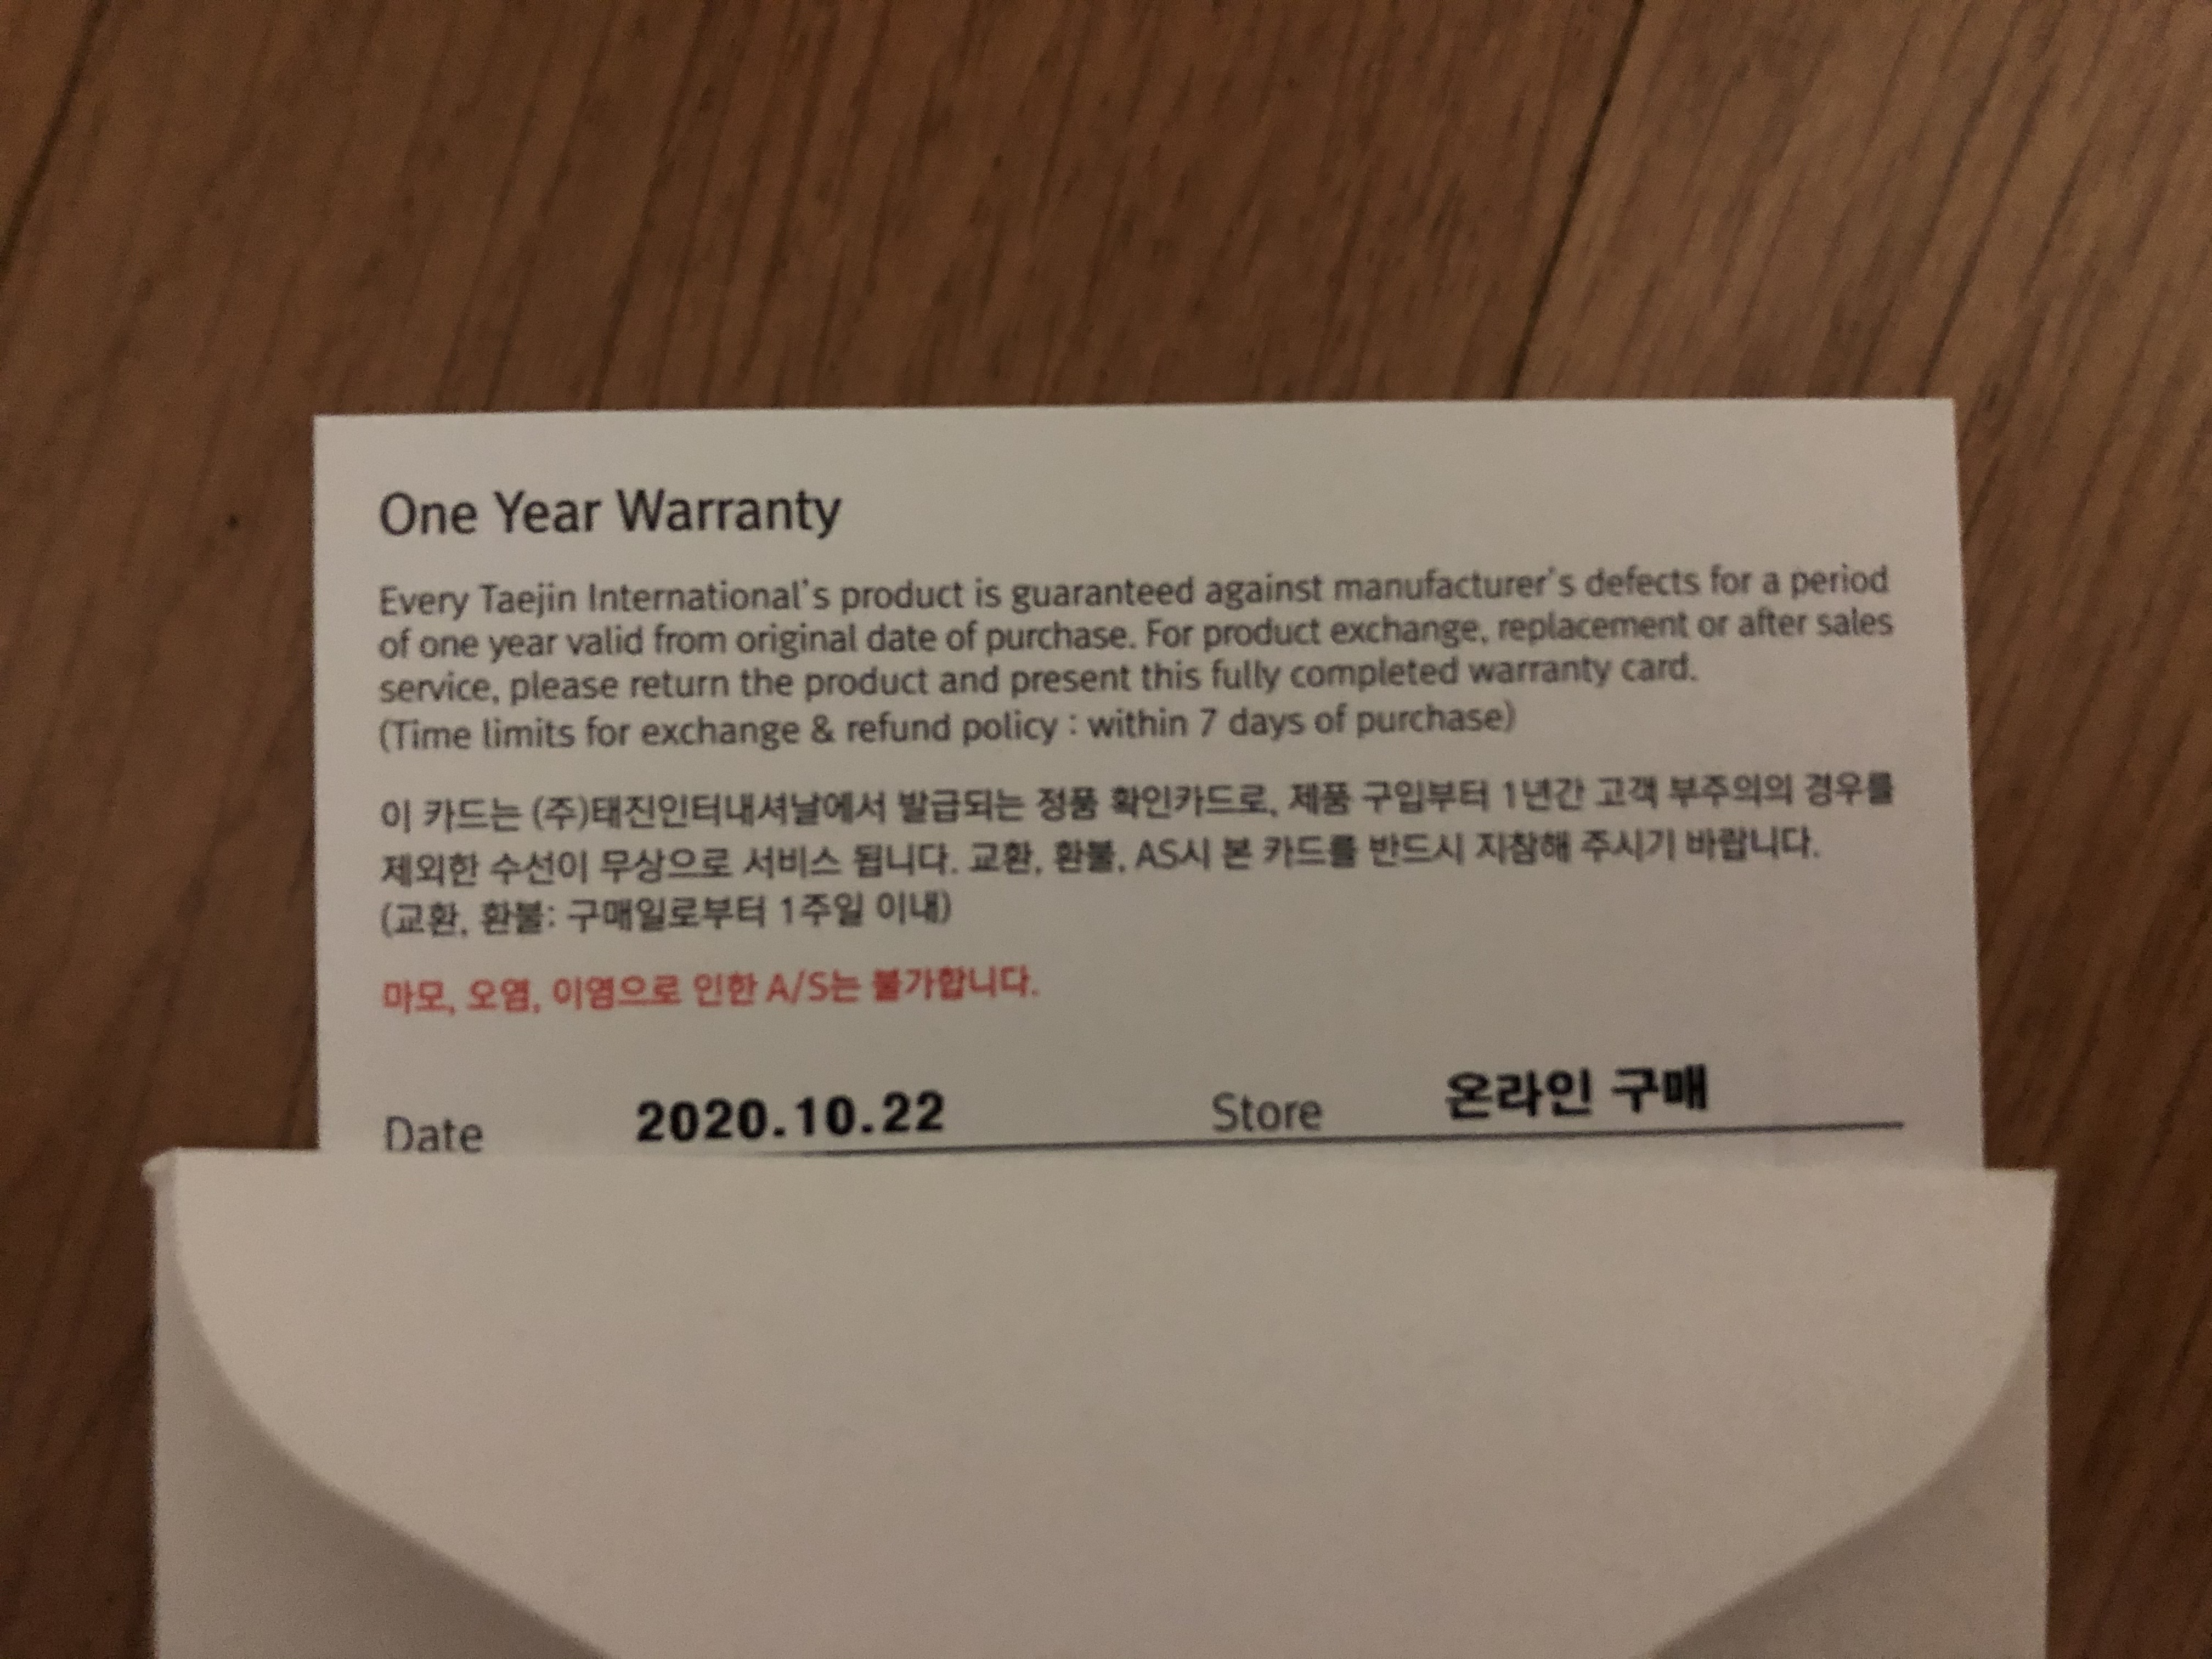 One Year Warranty
Every Taejin International's product is guaranteed against manufacturer's defects for a period
of one year valid from original date of purchase. For product exchange, replacement or after sales
service, please return the product and present this fully completed warranty card.
(Time limits for exchange & refund policy : within 7 days of purchase)
이 카드는 (주)태진인터내셔날에서 발급되는 정품 확인카드로, 제품 구입부터 1년간 고객 부주의의 경우를
제외한 수선이 무상으로 서비스 됩니다. 교환, 환불, AS시 본 카드를 반드시 지참해 주시기 바랍니다.
(교환, 환불: 구매일로부터 1주일 이내)
마모, 오염, 이염으로 인한 A/S는 불가합니다.
Date 2020.10.22 Store 온라인 구매